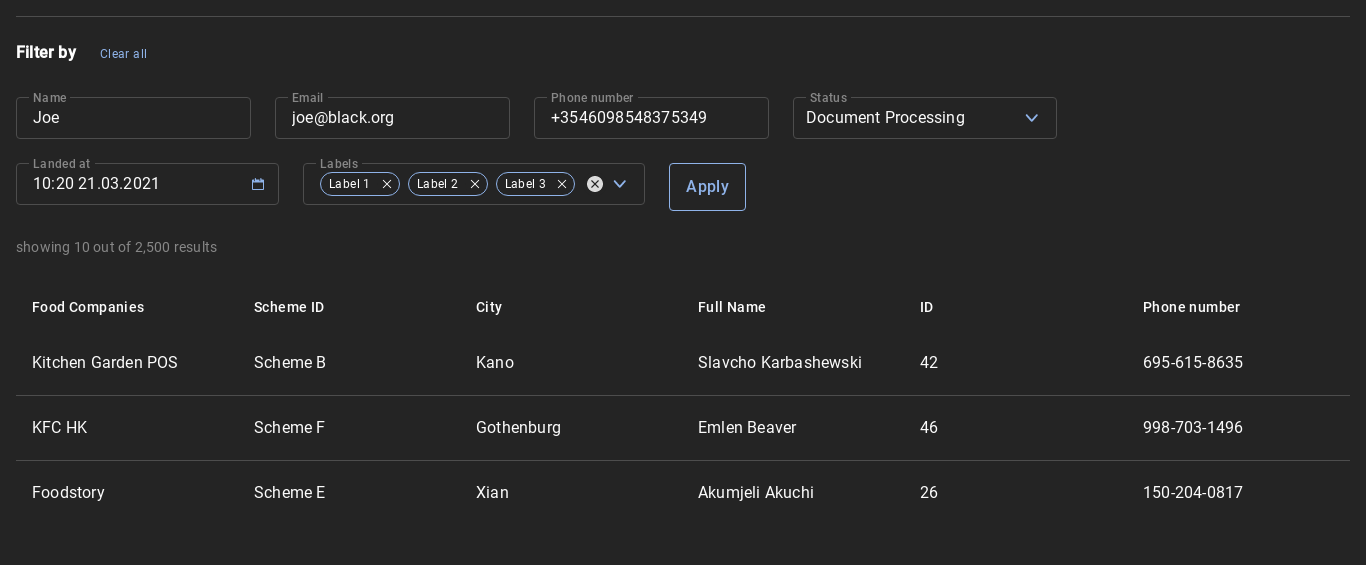 Filter by Clear all
Name Email Phone number Status
Joe joe@black.org +3546098548375349 Document Processing
Landed at Labels
10:20 21.03.2021 Label 1 Label 2 Label 3 Apply
showing 10 out of 2,500 results
Food Companies Scheme ID City Full Name ID Phone number
Kitchen Garden POS Scheme B Kano Slavcho Karbashewski 42 695-615-8635
KFC HK Scheme F Gothenburg Emlen Beaver 46 998-703-1496
Foodstory Scheme E Xian Akumjeli Akuchi 26 150-204-0817